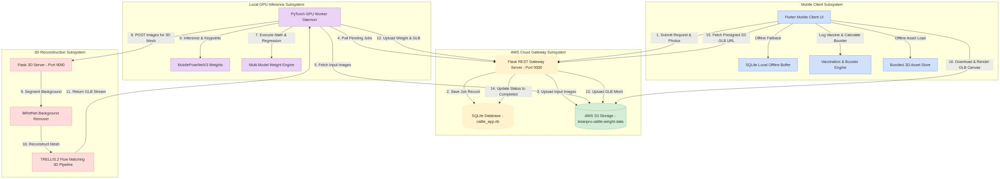 Local GPU Inference Subsystem
PyTorch GPU Worker
Daemon
8. POST Images for 3D
Mesh
6. Inference & Keypoints
7. Execute Math &
Regression
4. Poll Pending Jobs
12. Upload Weight & GLB
MobilePoseNetV3 Weights
Multi-Model Weight Engine
5. Fetch Input Images
Mobile Client Subsystem
Flutter Mobile Client UI
1. Submit Request &
Photos
15. Fetch Presigned S3
GLB URL
Offline Fallback
Log Vaccine & Calculate
Booster
Offline Asset Load
SQLite Local Offline Buffer
Vaccination & Booster
Engine
Bundled 3D Asset Store
16. Download & Render
GLB Canvas
3D Reconstruction Subsystem
Flask 3D Server - Port 9090
9. Segment Background
11. Return GLB Stream
BiRefNet Background
Remover
10. Reconstruct Mesh
TRELLIS.2 Flow Matching
3D Pipeline
AWS Cloud Gateway Subsystem
Flask REST Gateway
Server - Port 5000
2. Save Job Record
14. Update Status to
Completed
3. Upload Input Images
13. Upload GLB Mesh
SQLite Database -
cattle_app.db
AWS S3 Storage -
kisanpro-cattle-weight-data